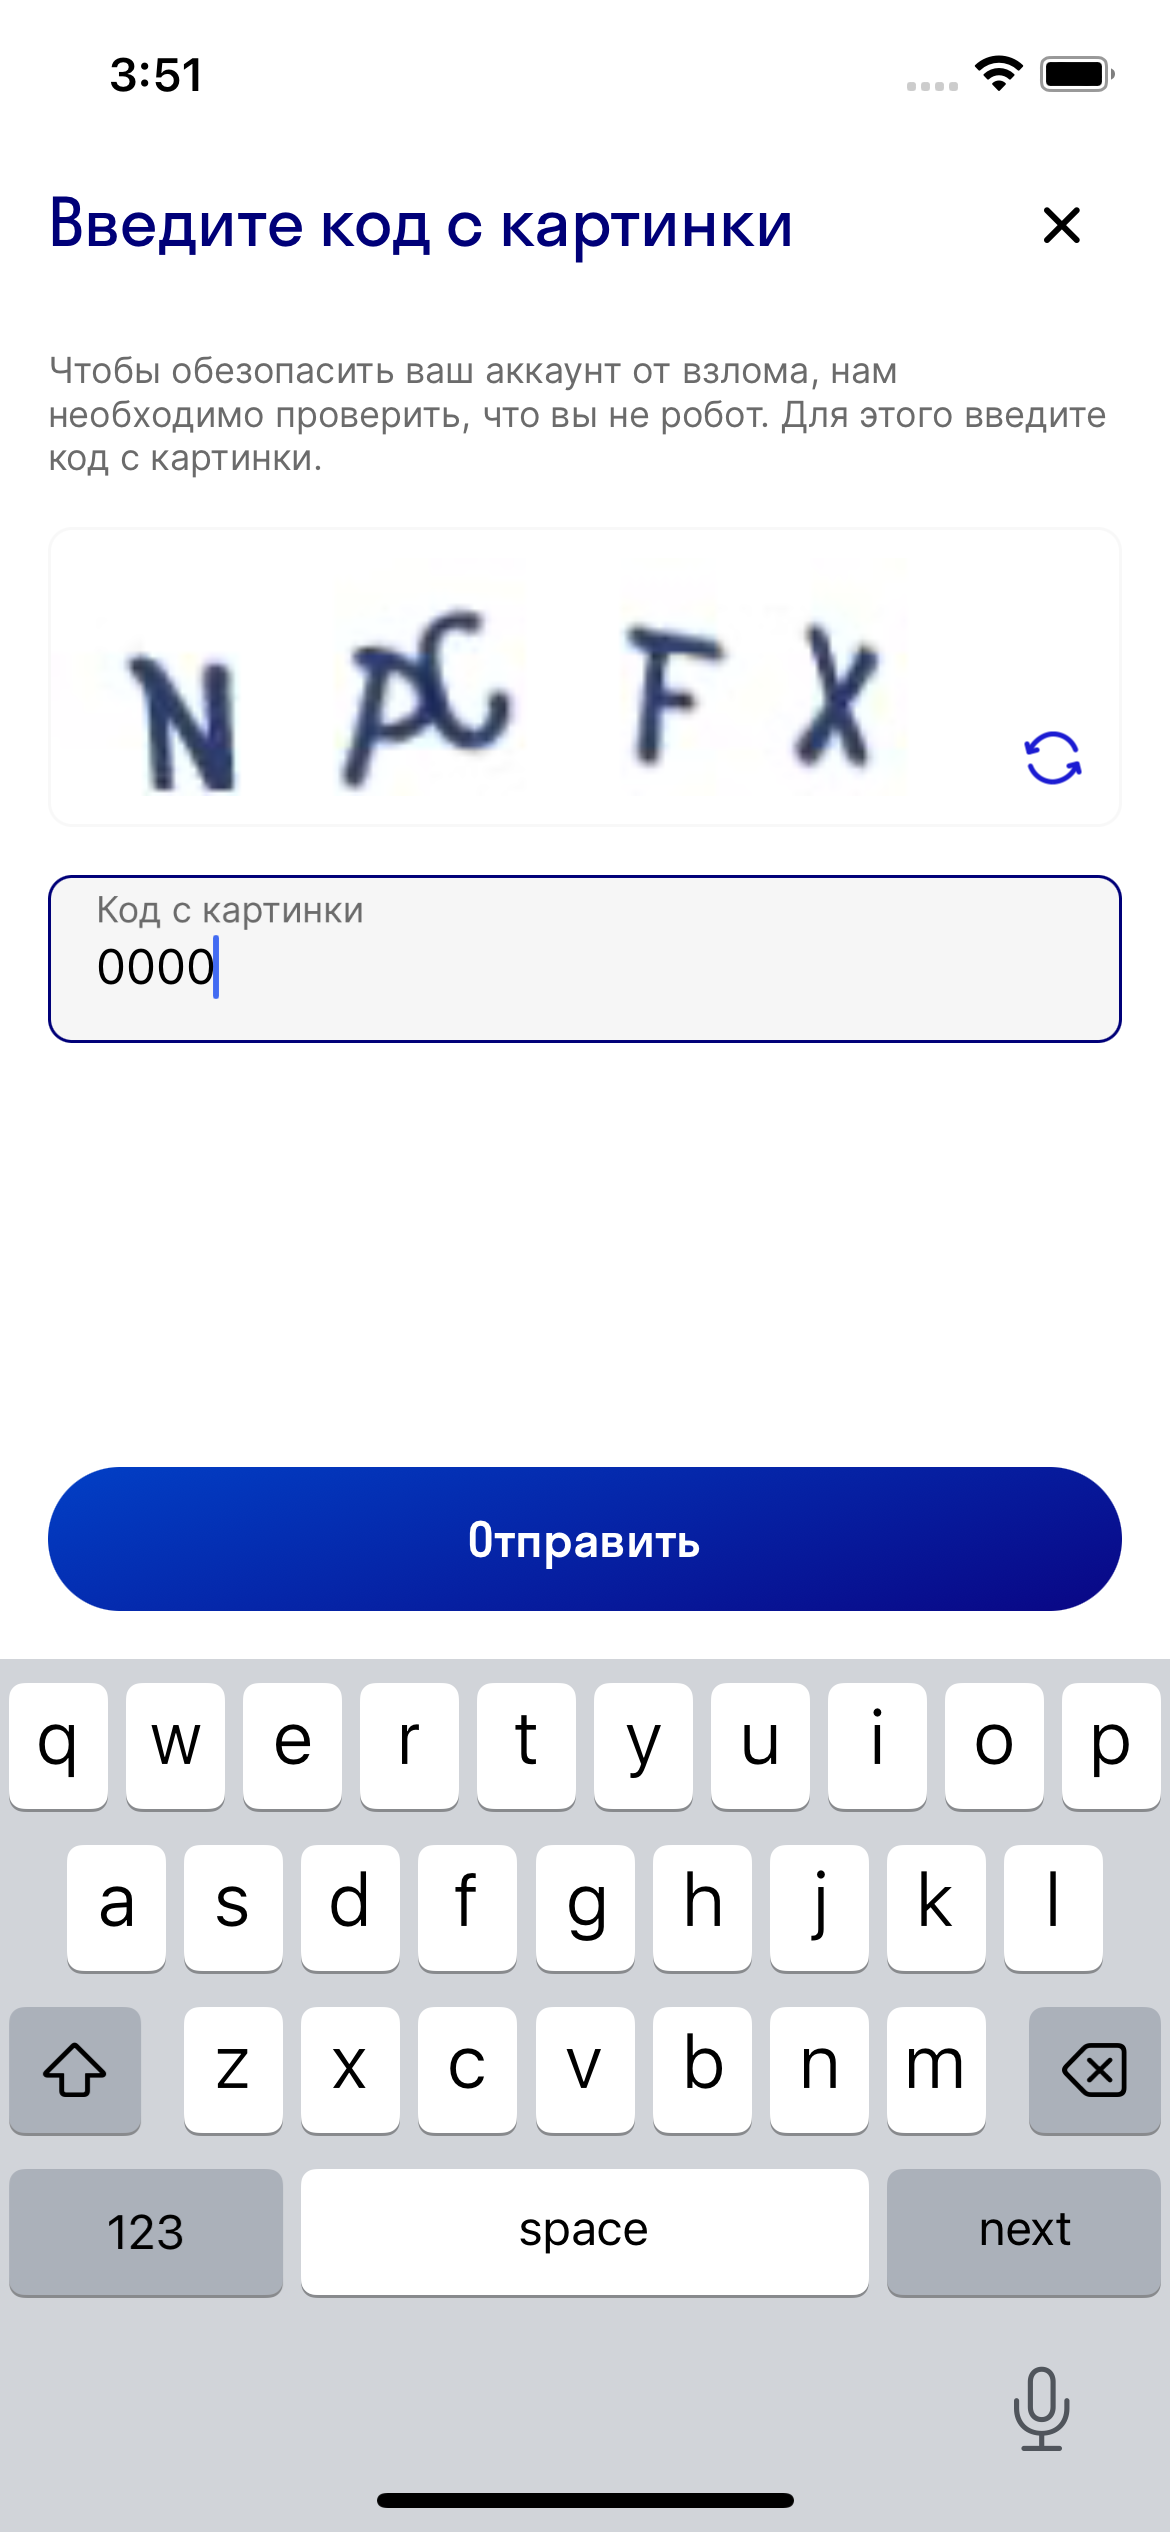 3:51
Введите код с картинки
Чтобы обезопасить ваш аккаунт от взлома, нам
необходимо проверить, что вы не робот. Для этого введите
код с картинки.
N P C F X
Код с картинки
0000
Отправить
q w e r t y u i o p
a s d f g h j k l
z x c v b n m
123 space next